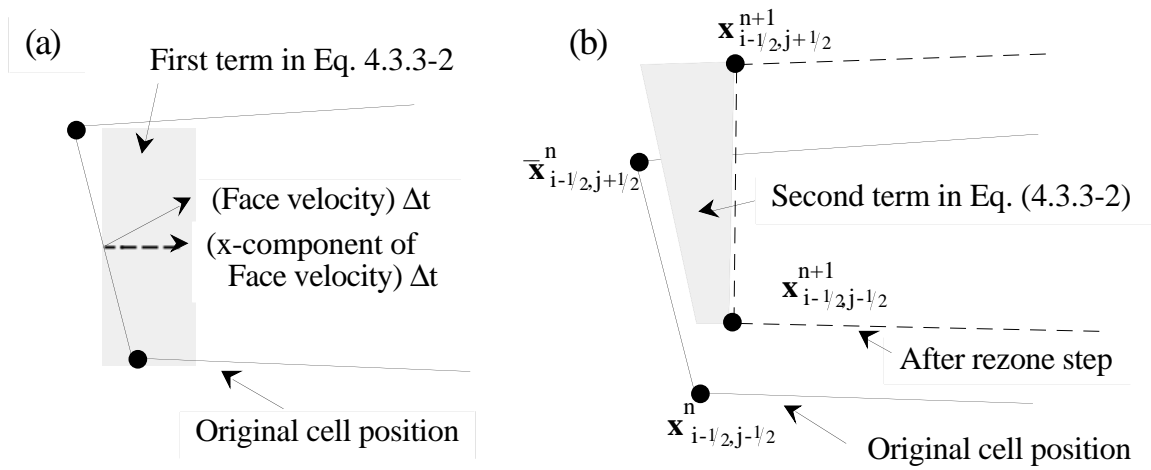 (a)
First term in Eq. 4.3.3-2
(Face velocity) Δt
(x-component of
Face velocity) Δt
Original cell position
(b)
x^{n+1}_{i-1/2,j+1/2}
x̅^{n}_{i-1/2,j+1/2}
Second term in Eq. (4.3.3-2)
x^{n+1}_{i-1/2,j-1/2}
After rezone step
x^{n}_{i-1/2,j-1/2}
Original cell position